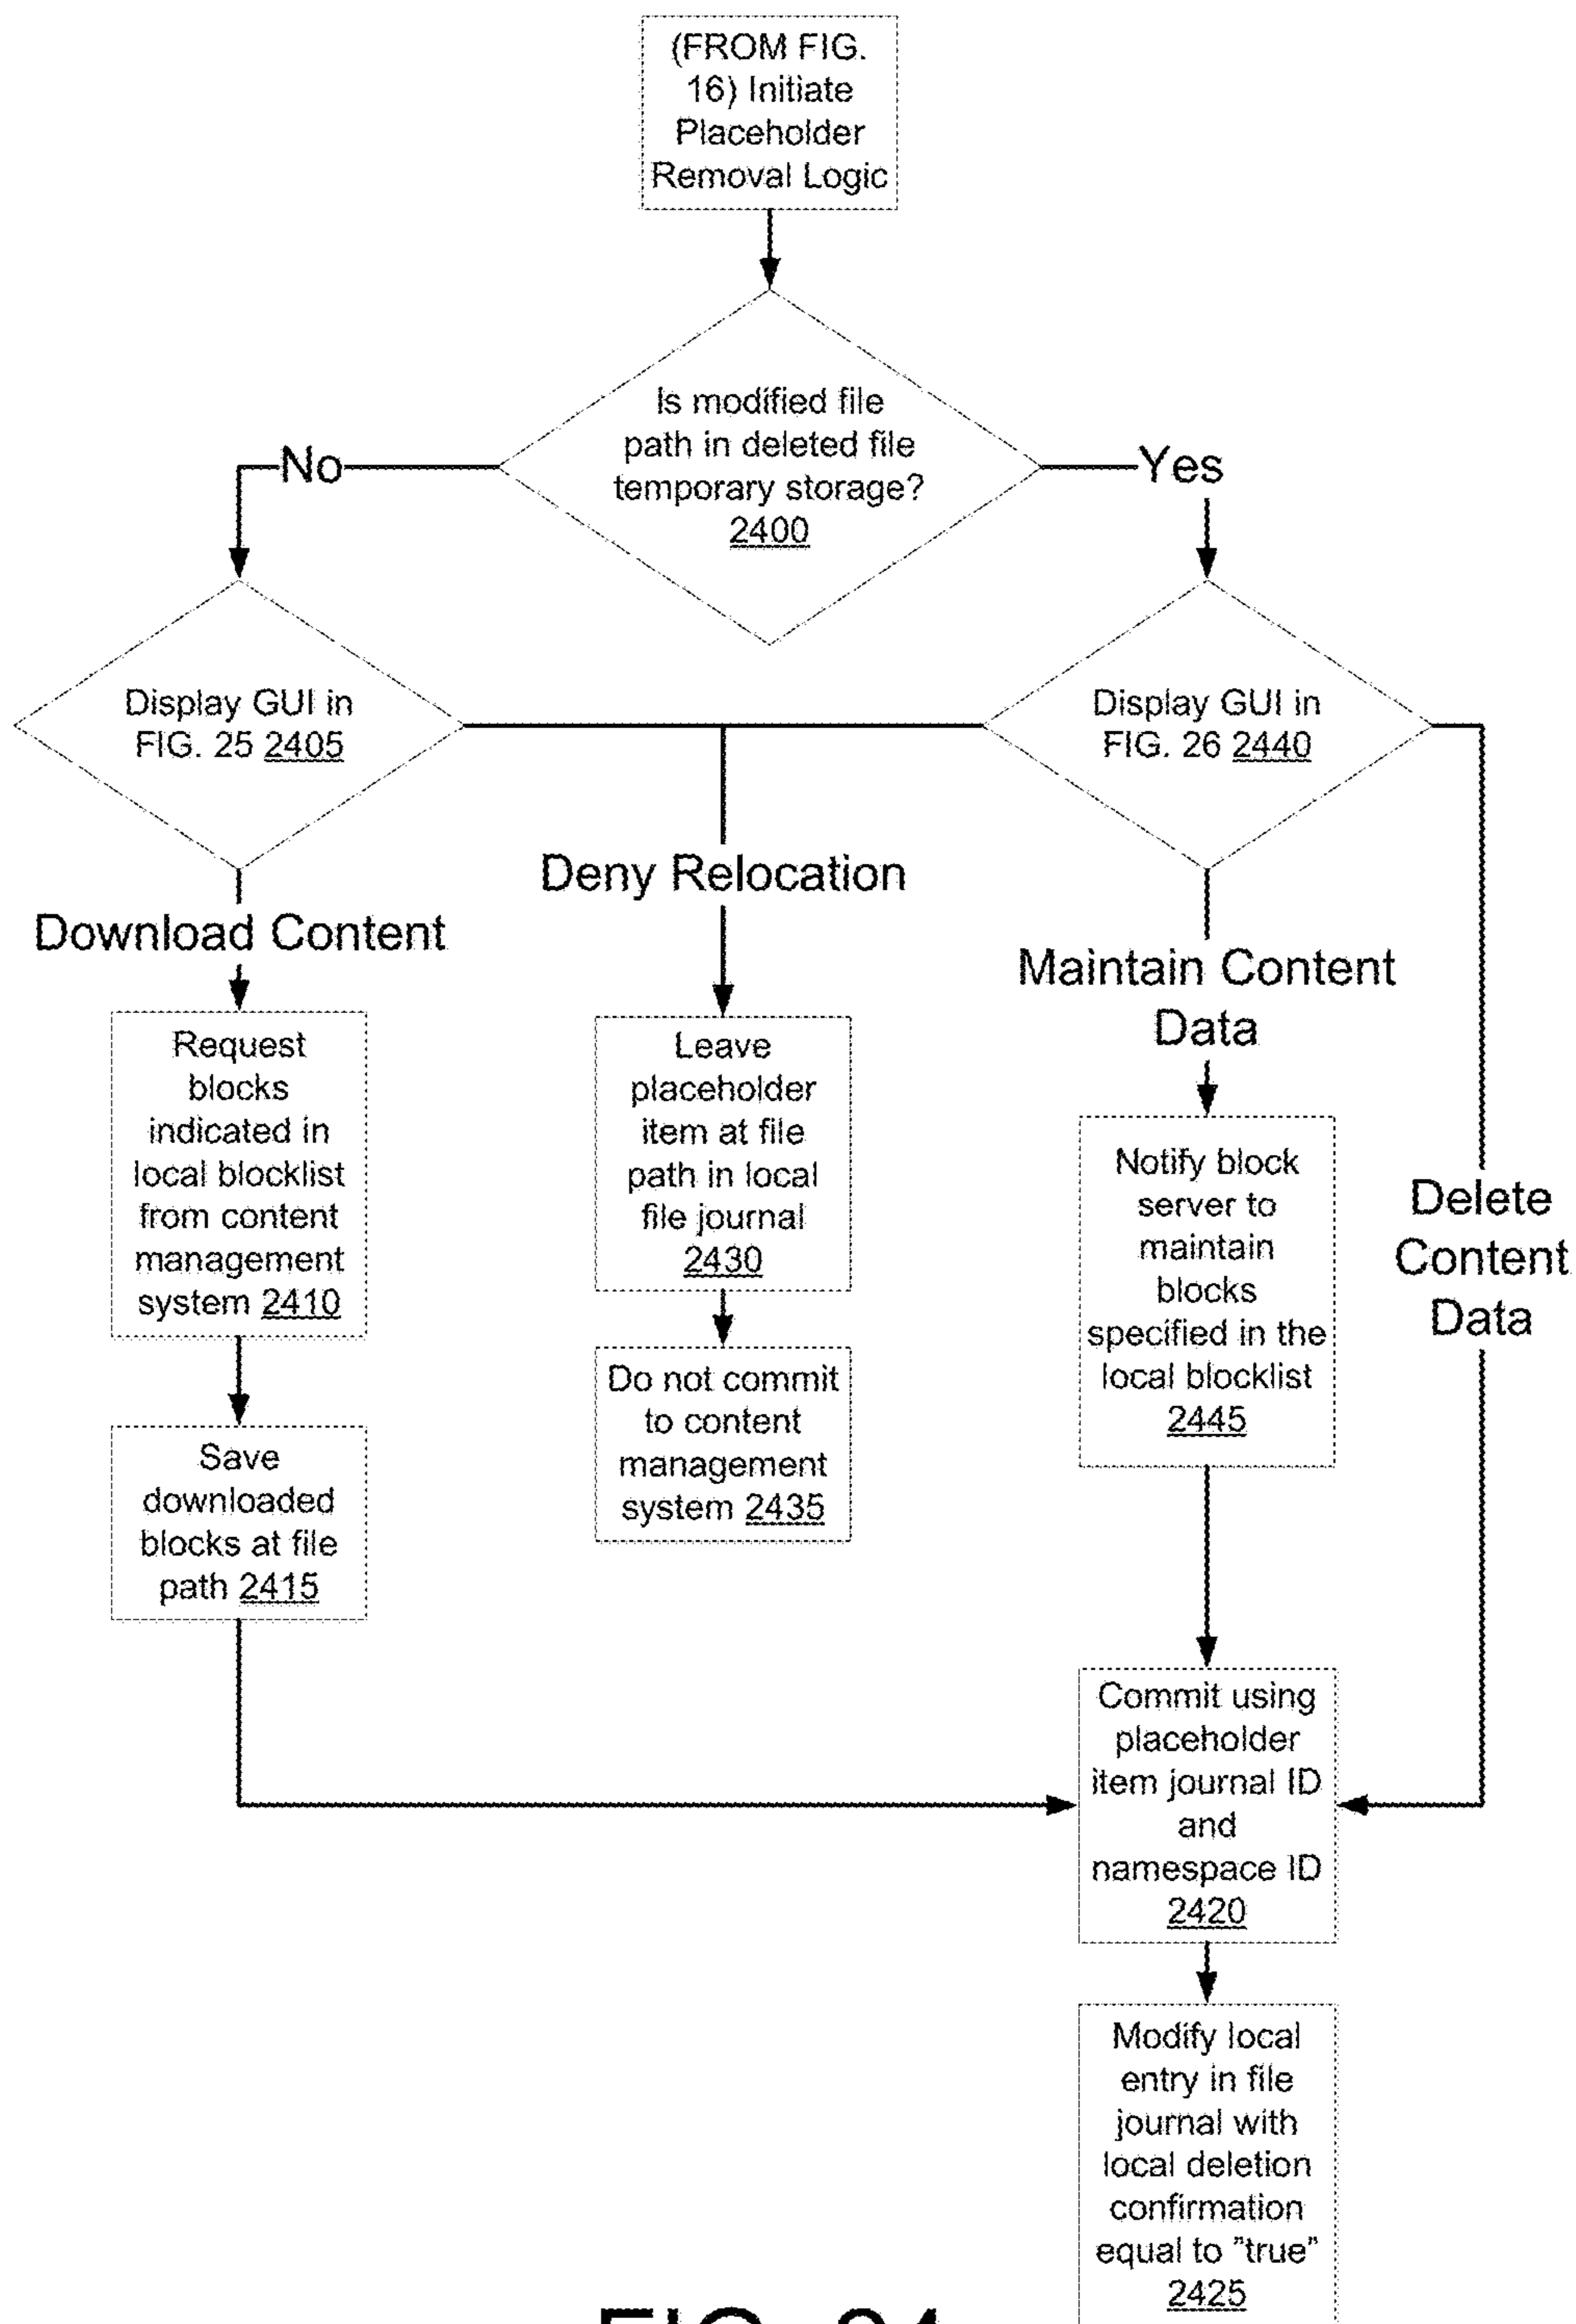 (FROM FIG.
16) Initiate
Placeholder
Removal Logic
Is modified file
path in deleted file
temporary storage?
2400
No
Yes
Display GUI in
FIG. 25 2405
Display GUI in
FIG. 26 2440
Deny Relocation
Download Content
Maintain Content
Data
Delete
Content
Data
Request
blocks
indicated in
local blocklist
from content
management
system 2410
Leave
placeholder
item at file
path in local
file journal
2430
Notify block
server to
maintain
blocks
specified in the
local blocklist
2445
Do not commit
to content
management
system 2435
Save
downloaded
blocks at file
path 2415
Commit using
placeholder
item journal ID
and
namespace ID
2420
Modify local
entry in file
journal with
local deletion
confirmation
equal to ”true”
2425